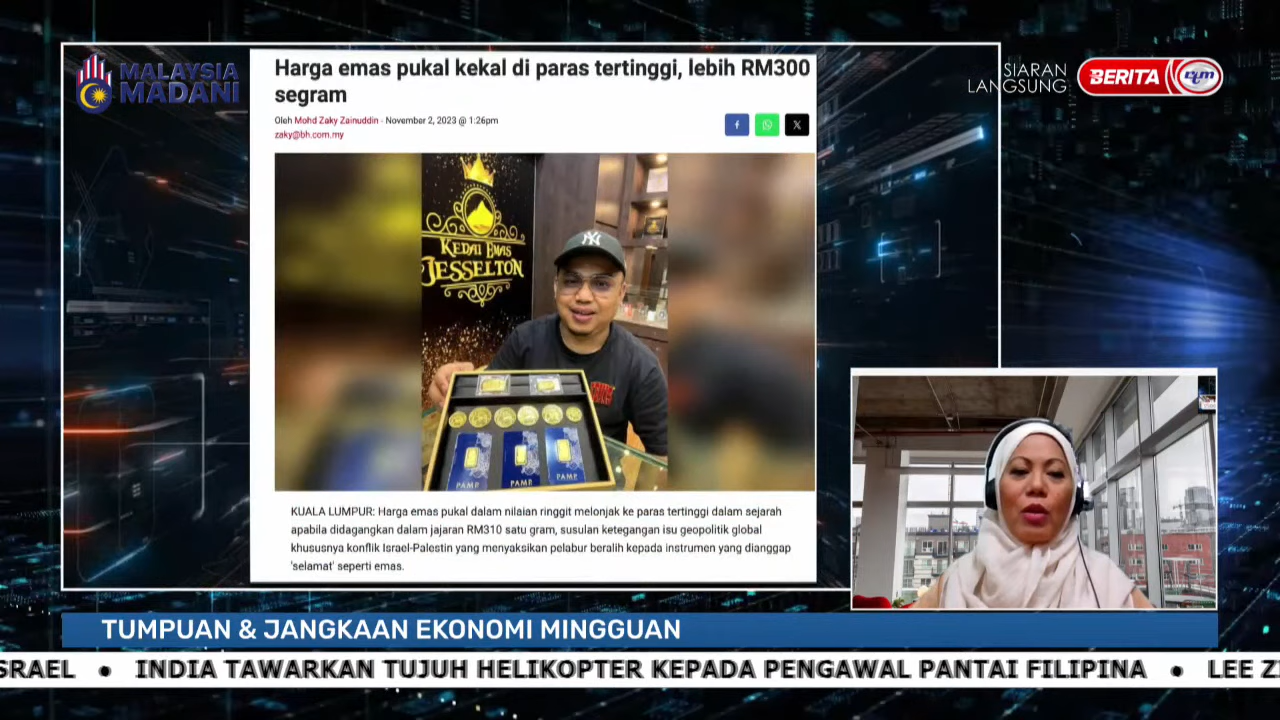 MALAYSIA
MADANI
Harga emas pukal kekal di paras tertinggi, lebih RM300
segram
Oleh Mohd Zaky Zainuddin - November 2, 2023 @ 1:26pm
zaky@bh.com.my
SIARAN
LANGSUNG
BERITA
rtm
KEDAI EMAS
JESSELTON
NY
PAMP PAMP PAMP
KUALA LUMPUR: Harga emas pukal dalam nilaian ringgit melonjak ke paras tertinggi dalam sejarah
apabila didagangkan dalam jajaran RM310 satu gram, susulan ketegangan isu geopolitik global
khususnya konflik Israel-Palestin yang menyaksikan pelabur beralih kepada instrumen yang dianggap
'selamat' seperti emas.
TUMPUAN & JANGKAAN EKONOMI MINGGUAN
SRAEL • INDIA TAWARKAN TUJUH HELIKOPTER KEPADA PENGAWAL PANTAI FILIPINA • LEE Z